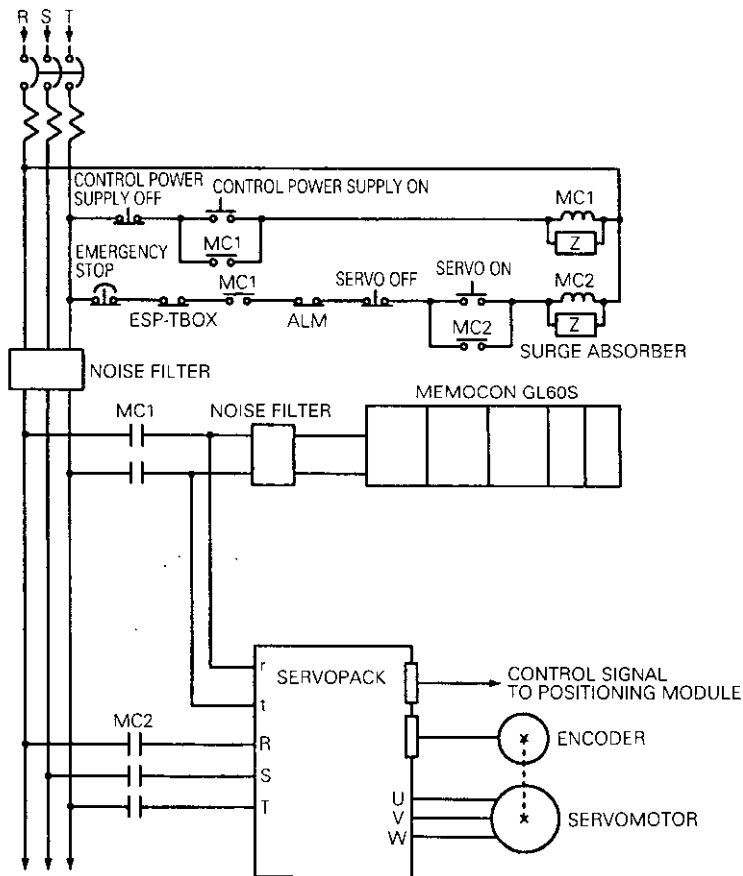 R S T
CONTROL POWER
SUPPLY OFF
CONTROL POWER SUPPLY ON
MC1
MC1
Z
EMERGENCY
STOP
ESP-TBOX
MC1
ALM
SERVO OFF
SERVO ON
MC2
MC2
Z
SURGE ABSORBER
NOISE FILTER
MC1
NOISE FILTER
MEMOCON GL60S
SERVOPACK
r
t
R
S
T
MC2
CONTROL SIGNAL
TO POSITIONING MODULE
ENCODER
U
V
W
SERVOMOTOR